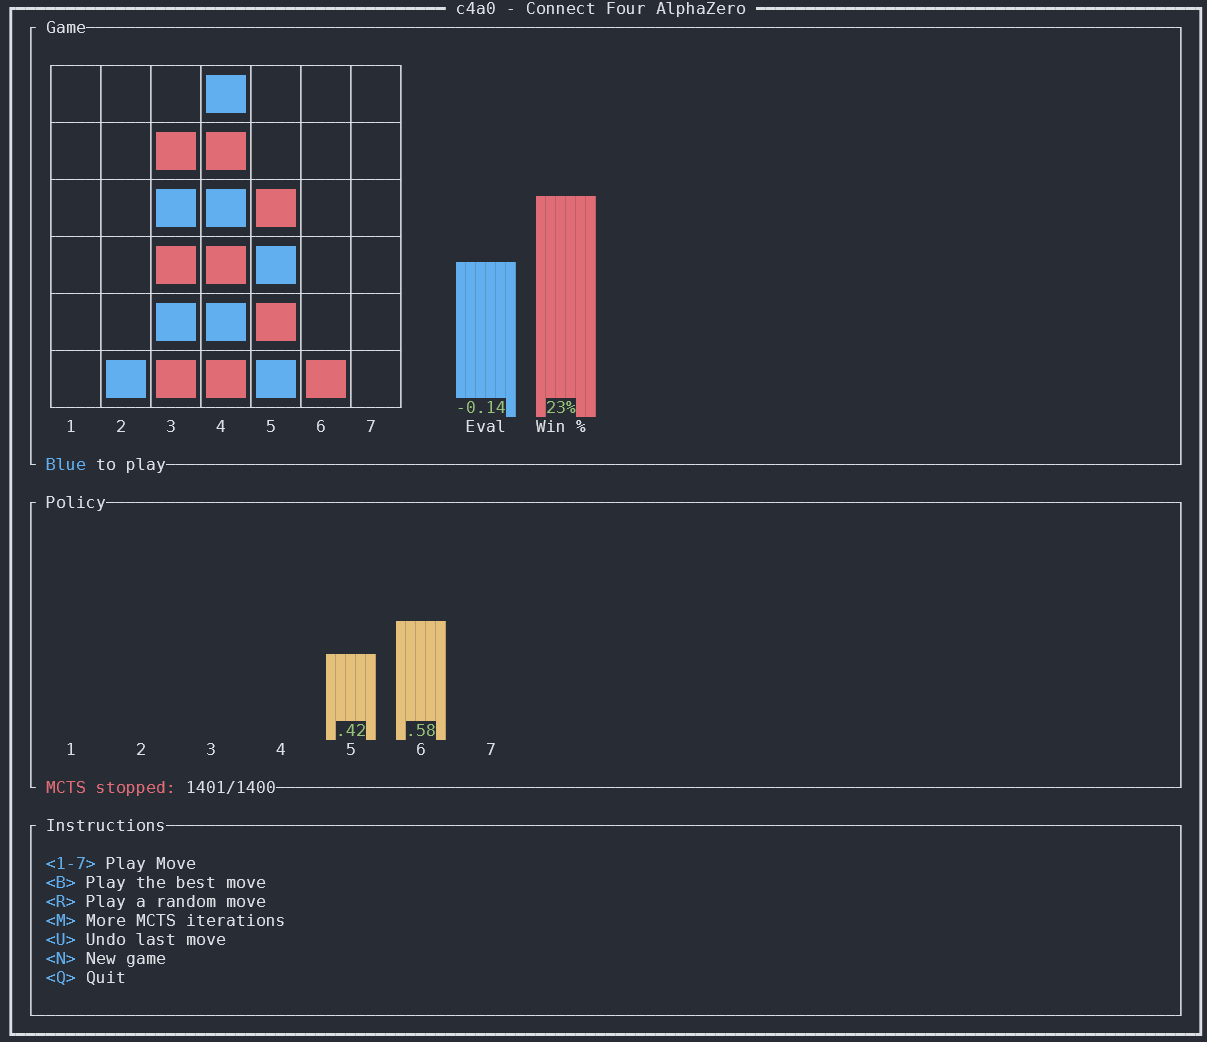 c4a0 - Connect Four AlphaZero
Game
-0.14 23%
1 2 3 4 5 6 7 Eval Win %
Blue to play
Policy
.42 .58
1 2 3 4 5 6 7
MCTS stopped: 1401/1400
Instructions
<1-7> Play Move
<B> Play the best move
<R> Play a random move
<M> More MCTS iterations
<U> Undo last move
<N> New game
<Q> Quit